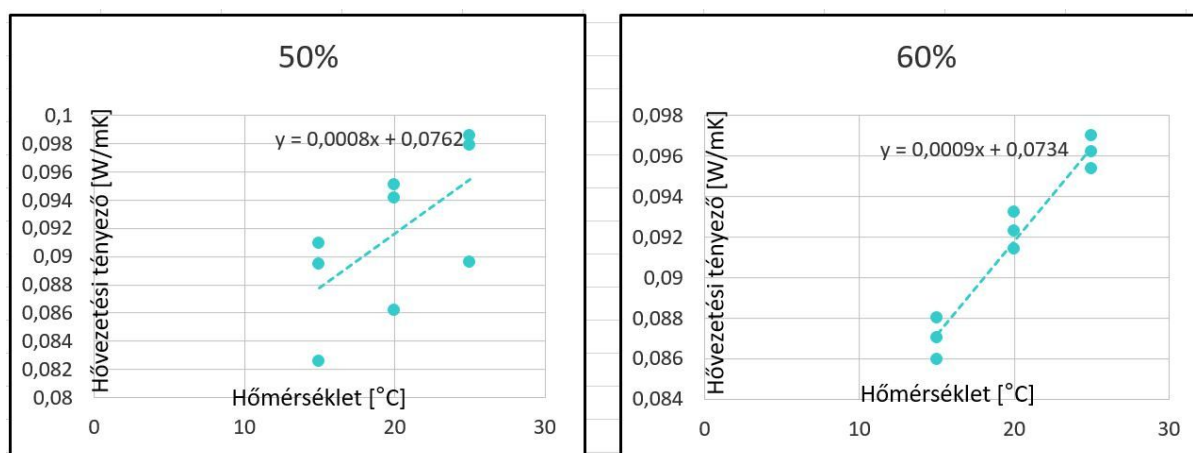 50%
Hővezetési tényező [W/mK]
0,1
0,098
0,096
0,094
0,092
0,09
0,088
0,086
0,084
0,082
0,08
y = 0,0008x + 0,0762
Hőmérséklet [°C]
0 10 20 30
60%
Hővezetési tényező [W/mK]
0,098
0,096
0,094
0,092
0,09
0,088
0,086
0,084
y = 0,0009x + 0,0734
Hőmérséklet [°C]
0 10 20 30